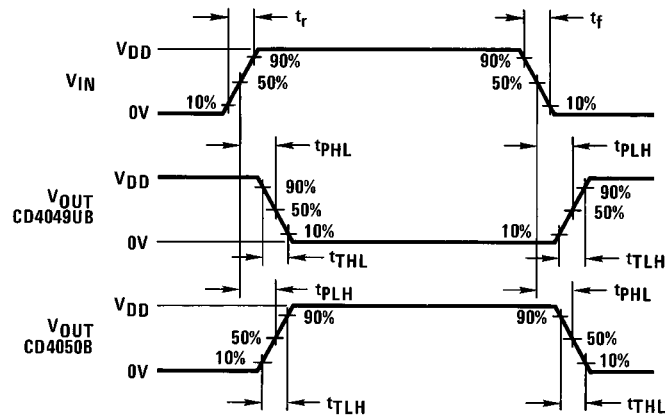 tr tf
VDD 90% 90%
VIN 50% 50%
10% 10%
0V
tPHL tPLH
VDD 90% 90%
VOUT
CD4049UB
50% 50%
10% 10%
0V
tTHL tTLH
tPLH tPHL
VDD 90% 90%
VOUT
CD4050B
50% 50%
10% 10%
0V
tTLH tTHL